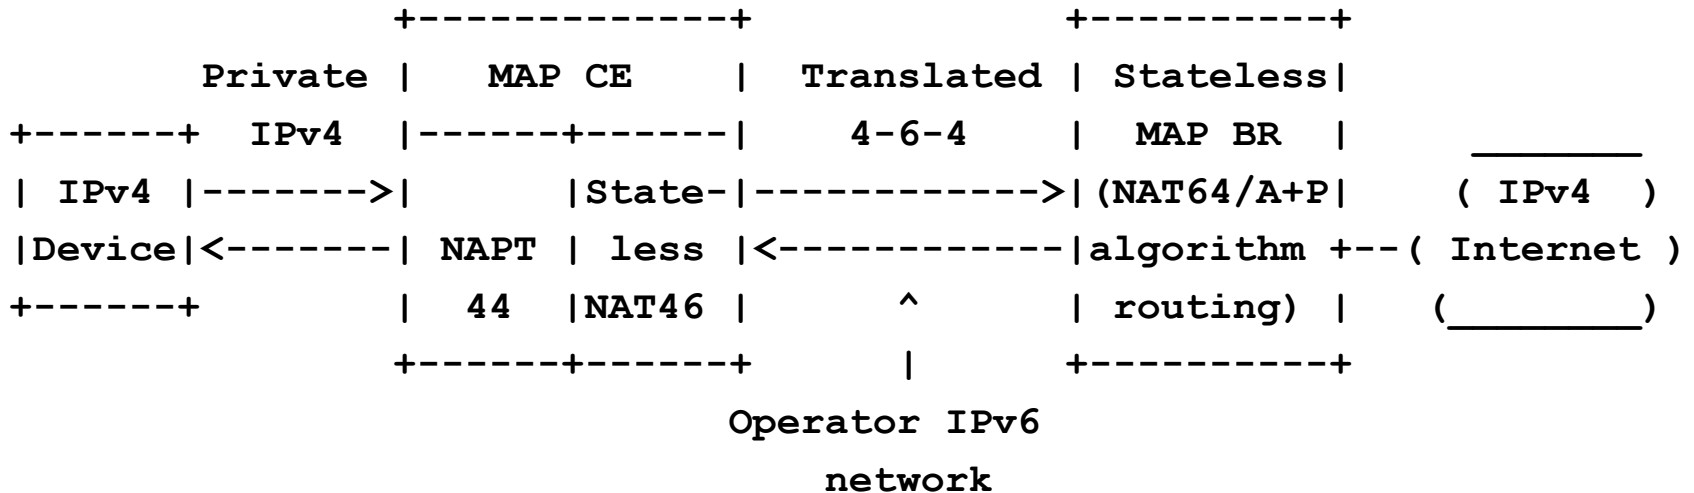 +-------------+             +----------+
        Private |   MAP CE    |  Translated | Stateless|
+------+  IPv4  |------+------|    4-6-4    |  MAP BR  |     _______
| IPv4 |------->|      |State-|------------>|(NAT64/A+P|    ( IPv4  )
|Device|<-------| NAPT | less |<------------|algorithm +--( Internet )
+------+        |  44  |NAT46 |      ^      | routing) |   (________)
                +------+------+      |      +----------+
                              Operator IPv6
                                 network